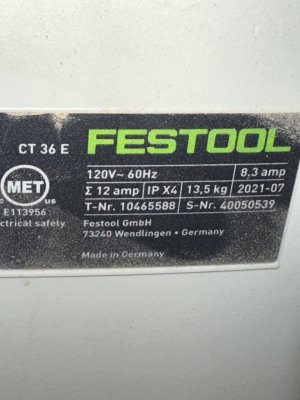 CT 36 E FESTOOL
120V~ 60Hz 8,3 amp
Σ 12 amp IP X4 13,5 kg 2021-07
T-Nr. 10465588 S-Nr. 40050539
Festool GmbH
73240 Wendlingen • Germany
Made in Germany
MET
C US
E113956
ctrical safety